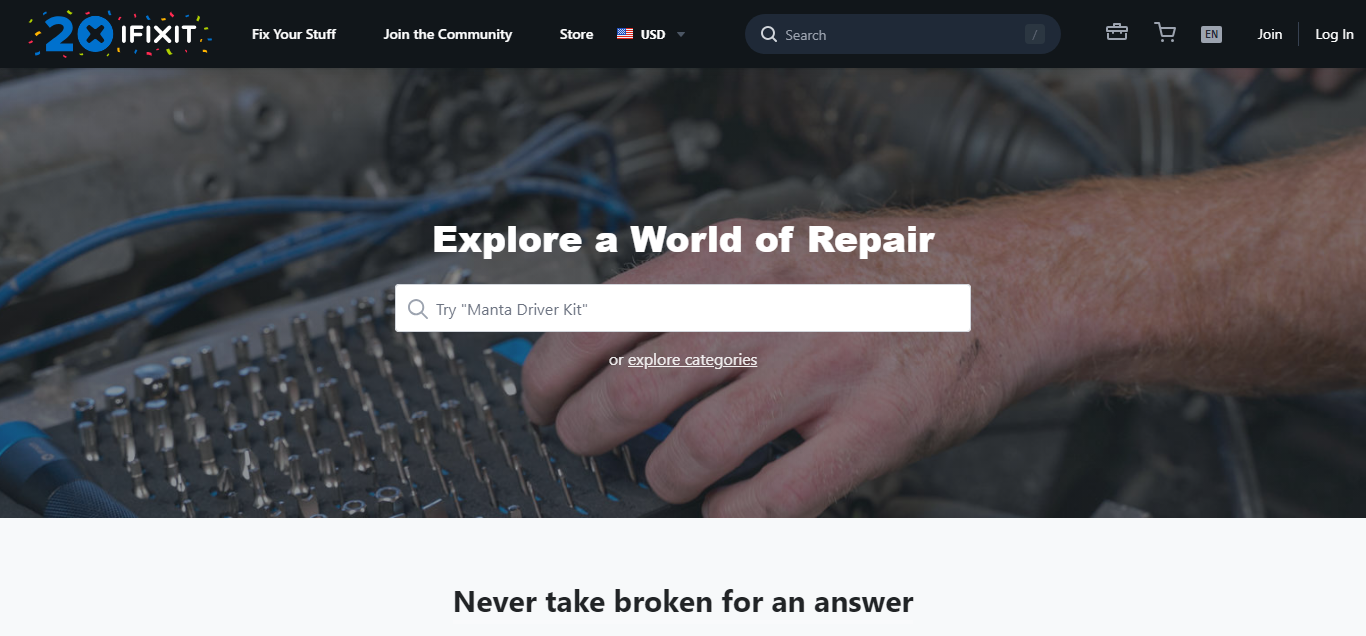 20 IFIXIT
Fix Your Stuff
Join the Community
Store
USD
Search
/
EN
Join
Log In
Explore a World of Repair
Try "Manta Driver Kit"
or explore categories
Never take broken for an answer